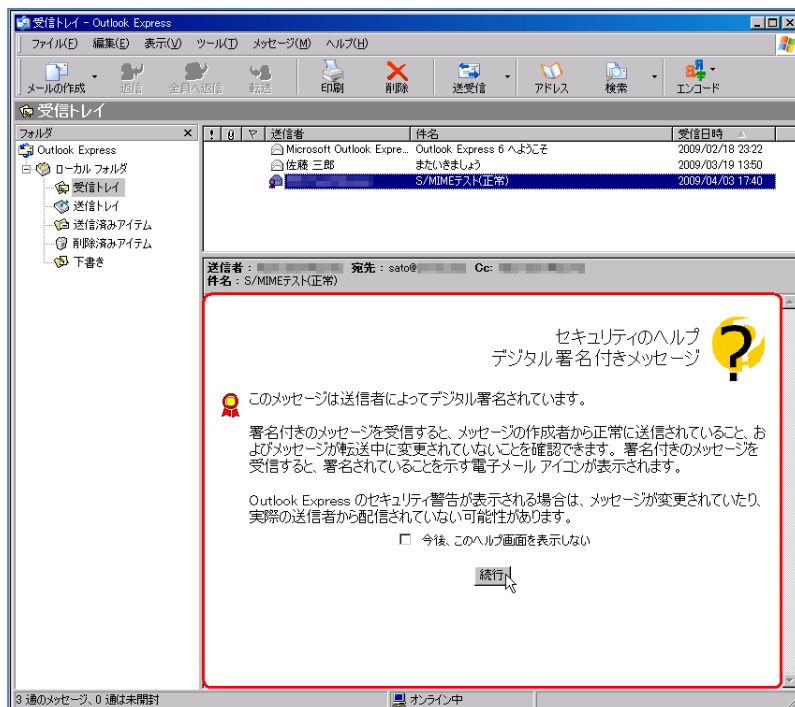 受信トレイ - Outlook Express
ファイル(F) 編集(E) 表示(V) ツール(T) メッセージ(M) ヘルプ(H)
メールの作成 返信 全員へ返信 転送 印刷 削除 送受信 アドレス 検索 エンコード
受信トレイ
フォルダ
Outlook Express
ローカル フォルダ
受信トレイ
送信トレイ
送信済みアイテム
削除済みアイテム
下書き
! 送信者 件名 受信日時
Microsoft Outlook Expre... Outlook Express 6 へようこそ 2009/02/18 23:22
佐藤 三郎 またいきましょう 2009/03/19 13:50
S/MIMEテスト(正常) 2009/04/03 17:40
送信者: 宛先: sato@ Cc:
件名: S/MIMEテスト(正常)
セキュリティのヘルプ
デジタル署名付きメッセージ
このメッセージは送信者によってデジタル署名されています。
署名付きのメッセージを受信すると、メッセージの作成者から正常に送信されていること、お
よびメッセージが転送中に変更されていないことを確認できます。署名付きのメッセージを
受信すると、署名されていることを示す電子メール アイコンが表示されます。
Outlook Express のセキュリティ警告が表示される場合は、メッセージが変更されていたり、
実際の送信者から配信されていない可能性があります。
今後、このヘルプ画面を表示しない
続行
3 通のメッセージ、0 通は未開封 オンライン中